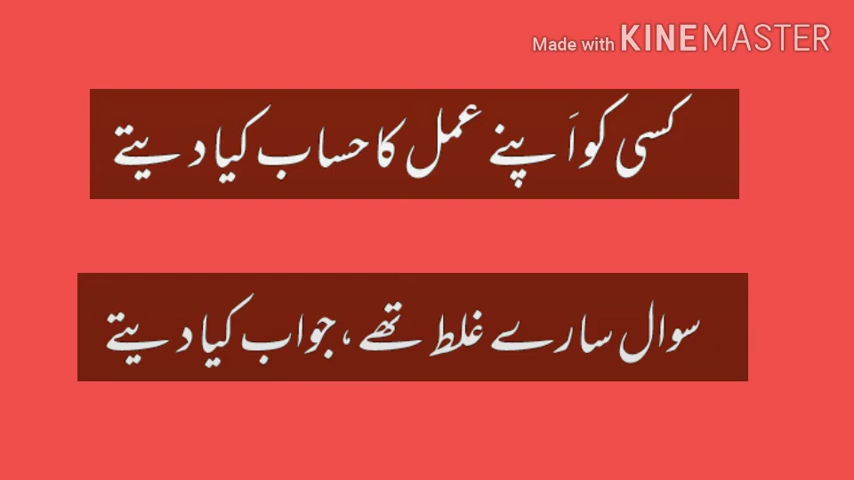 Made with KINEMASTER
کسی کو اَپنے عمل کا حساب کیا دیتے
سوال سارے غلط تھے، جواب کیا دیتے